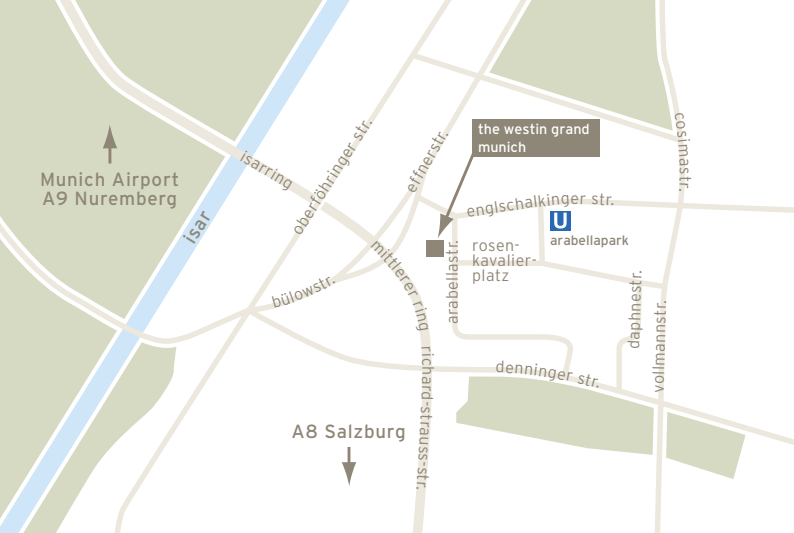 the westin grand
munich
cosimastr.
oberföhringer str.
effnerstr.
isarring
Munich Airport
A9 Nuremberg
isar
englschalkinger str.
U
arabellapark
rosen-
kavalier-
platz
arabellastr.
mittlerer ring
bülowstr.
daphnestr.
vollmannstr.
denninger str.
richard-strauss-str.
A8 Salzburg